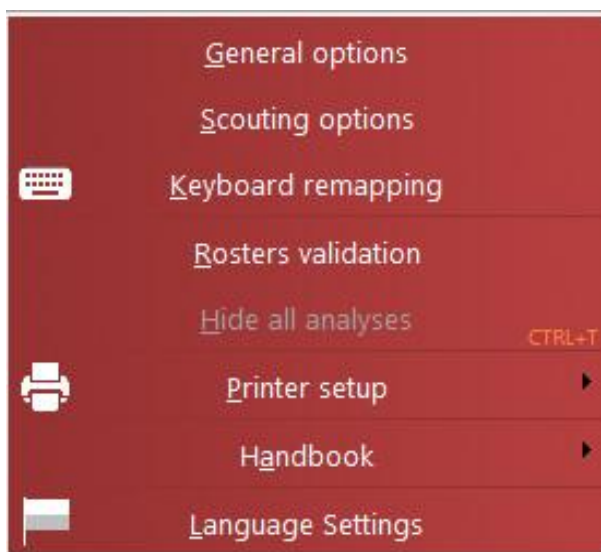 General options
Scouting options
Keyboard remapping
Rosters validation
Hide all analyses
CTRL+T
Printer setup
Handbook
Language Settings